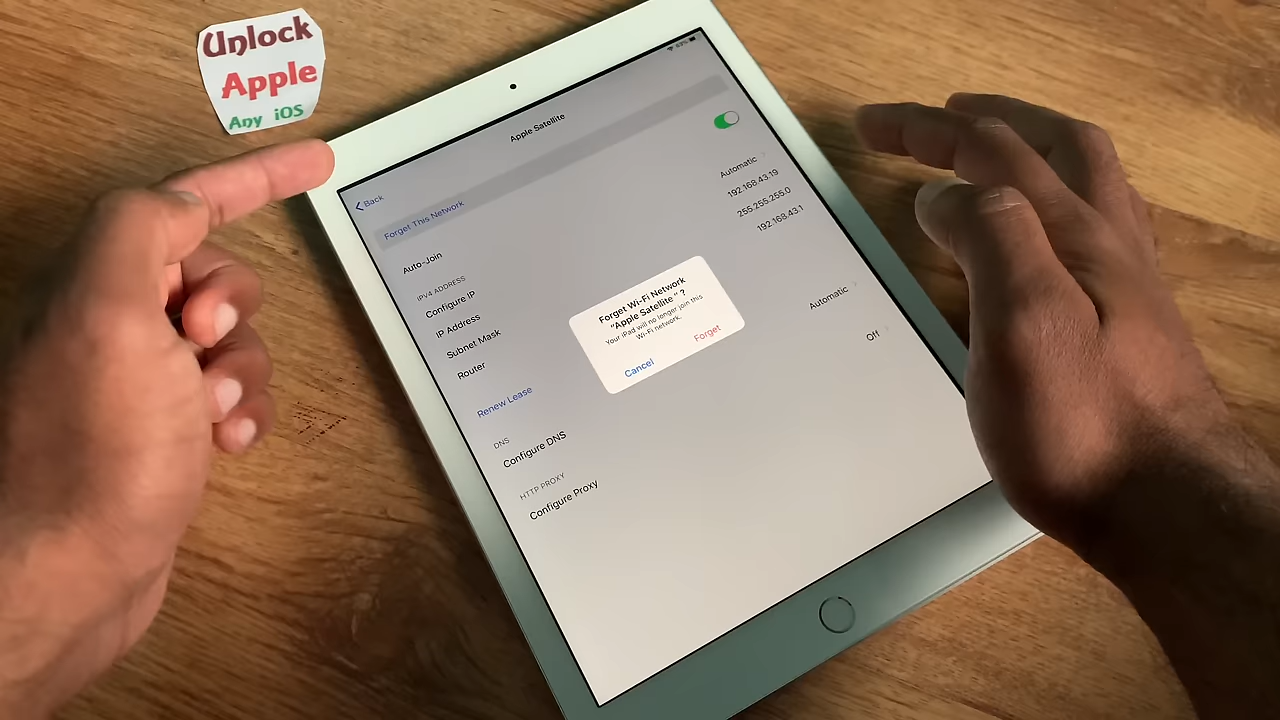 Unlock
Apple
Any iOS
Apple Satellite
Back
Forget This Network
Auto-Join
IPV4 ADDRESS
Configure IP
Automatic
IP Address
192.168.43.19
Subnet Mask
255.255.255.0
Router
192.168.43.1
Renew Lease
DNS
Configure DNS
Automatic
HTTP PROXY
Configure Proxy
Off
Forget Wi-Fi Network
“Apple Satellite ” ?
Your iPad will no longer join this
Wi-Fi network.
Cancel
Forget